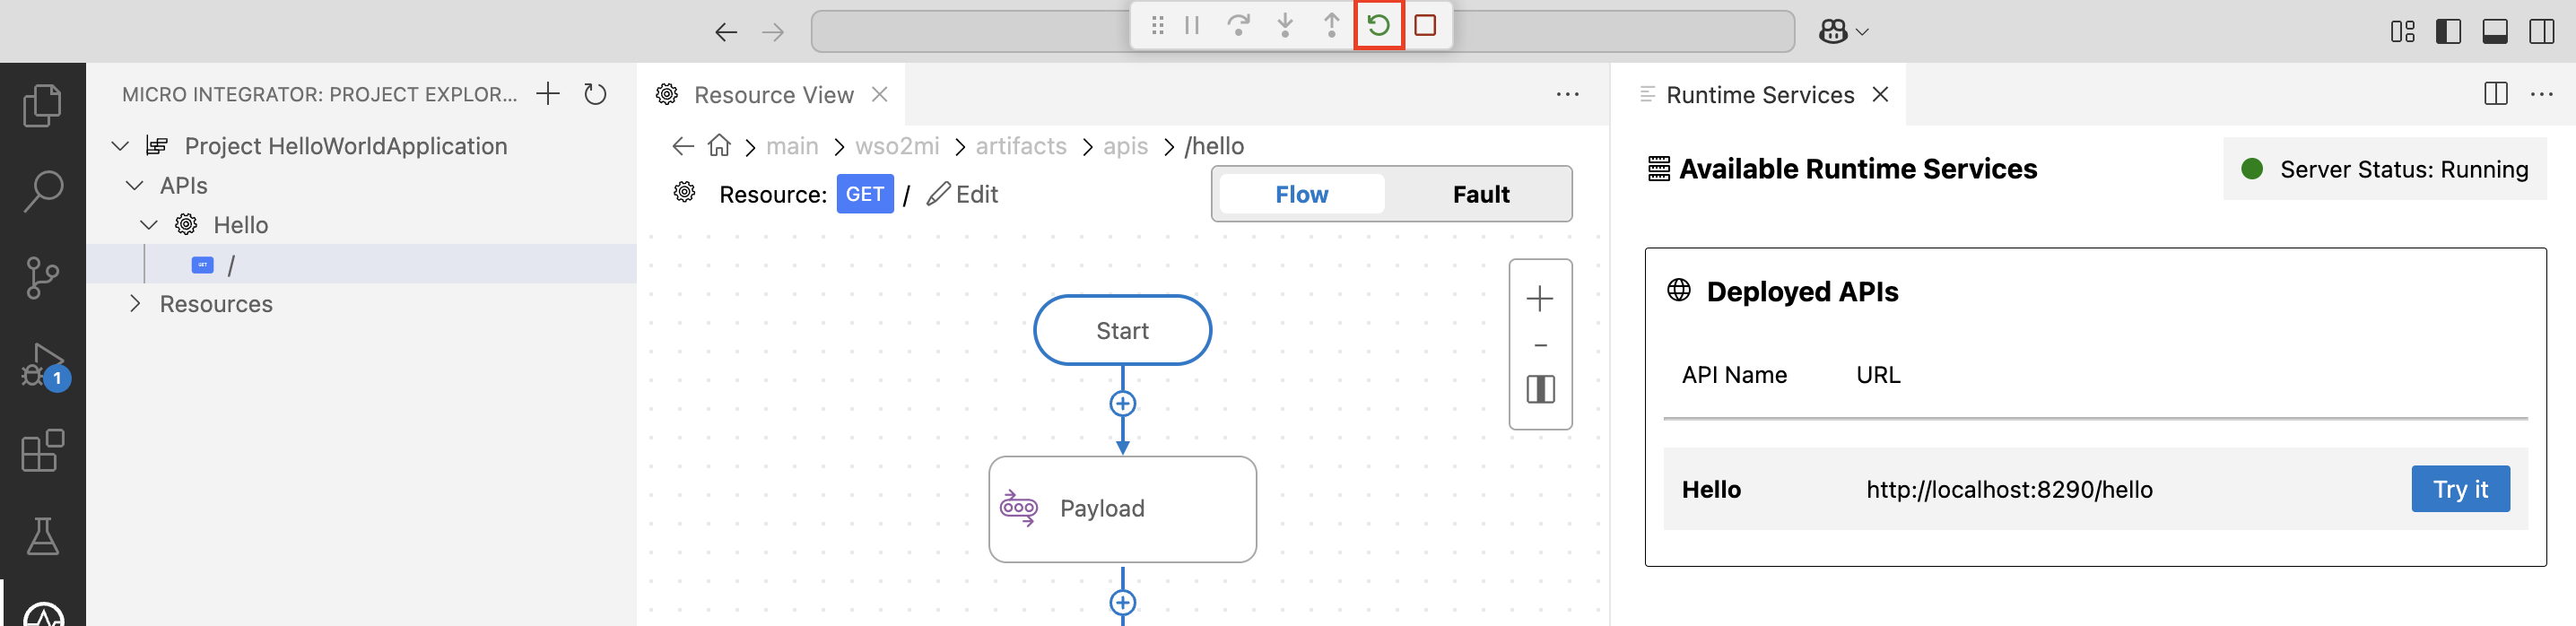 MICRO INTEGRATOR: PROJECT EXPLOR...
Project HelloWorldApplication
APIs
Hello
GET /
Resources
1
Resource View
main > wso2mi > artifacts > apis > /hello
Resource: GET / Edit
Flow Fault
Start
Payload
Runtime Services
Available Runtime Services
Server Status: Running
Deployed APIs
API Name URL
Hello http://localhost:8290/hello Try it